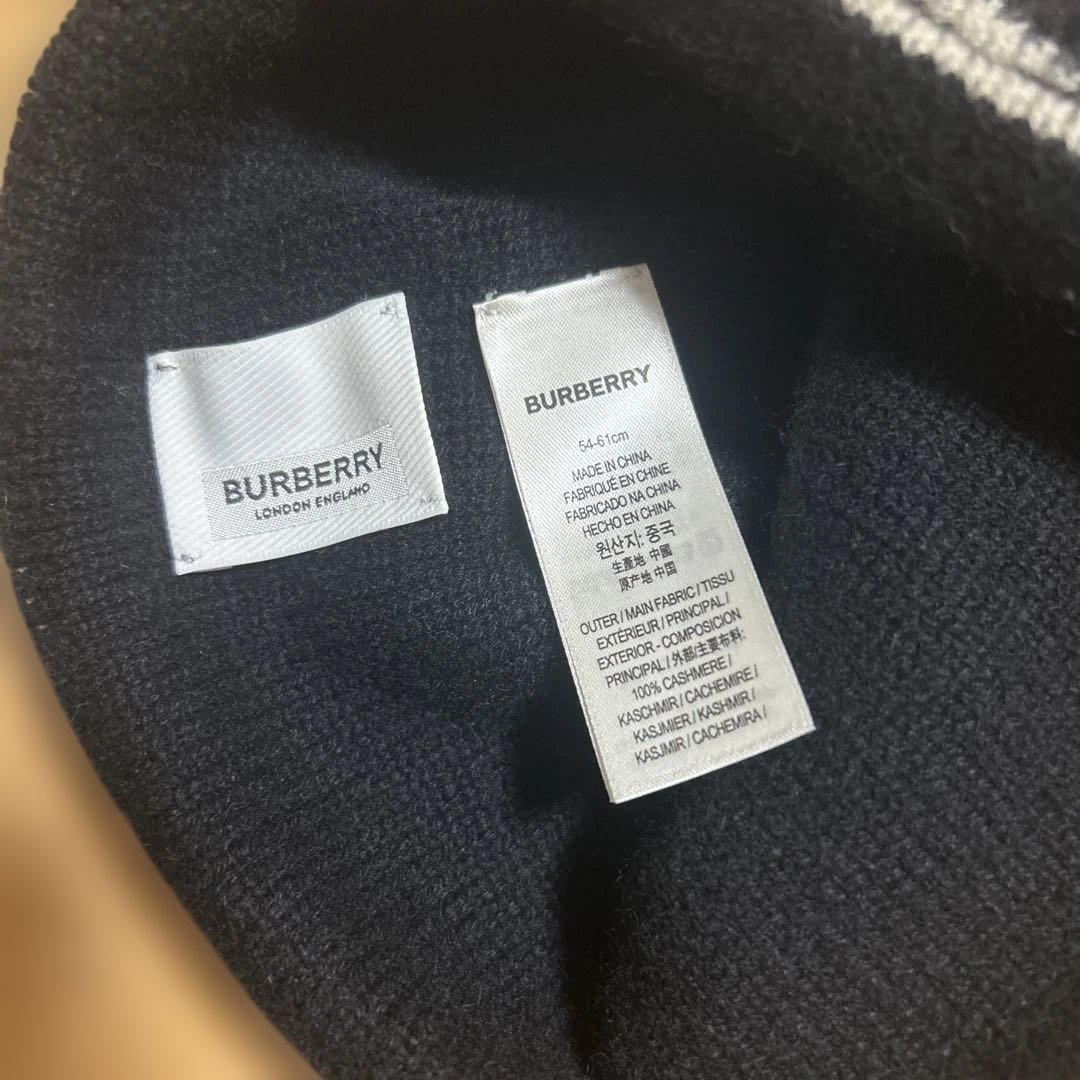 BURBERRY
LONDON ENGLAND
BURBERRY
54-61cm
MADE IN CHINA
FABRIQUÉ EN CHINE
FABRICADO NA CHINA
HECHO EN CHINA
원산지: 중국
生産地 中國
原产地 中国
OUTER / MAIN FABRIC / TISSU
EXTÉRIEUR / PRINCIPAL /
EXTERIOR - COMPOSICION
PRINCIPAL / 外部/主要布料:
100% CASHMERE /
KASCHMIR / CACHEMIRE /
KASJMIER / KASHMIR /
KASJMIR / CACHEMIRA /